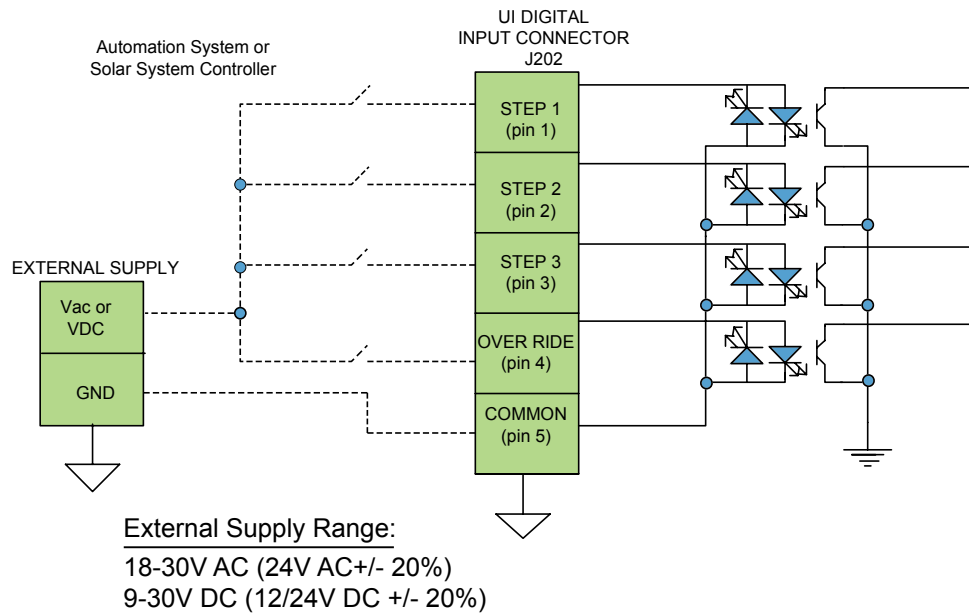 UI DIGITAL
INPUT CONNECTOR
J202
Automation System or
Solar System Controller
STEP 1
(pin 1)
STEP 2
(pin 2)
STEP 3
(pin 3)
OVER RIDE
(pin 4)
COMMON
(pin 5)
EXTERNAL SUPPLY
Vac or
VDC
GND
External Supply Range:
18-30V AC (24V AC+/- 20%)
9-30V DC (12/24V DC +/- 20%)